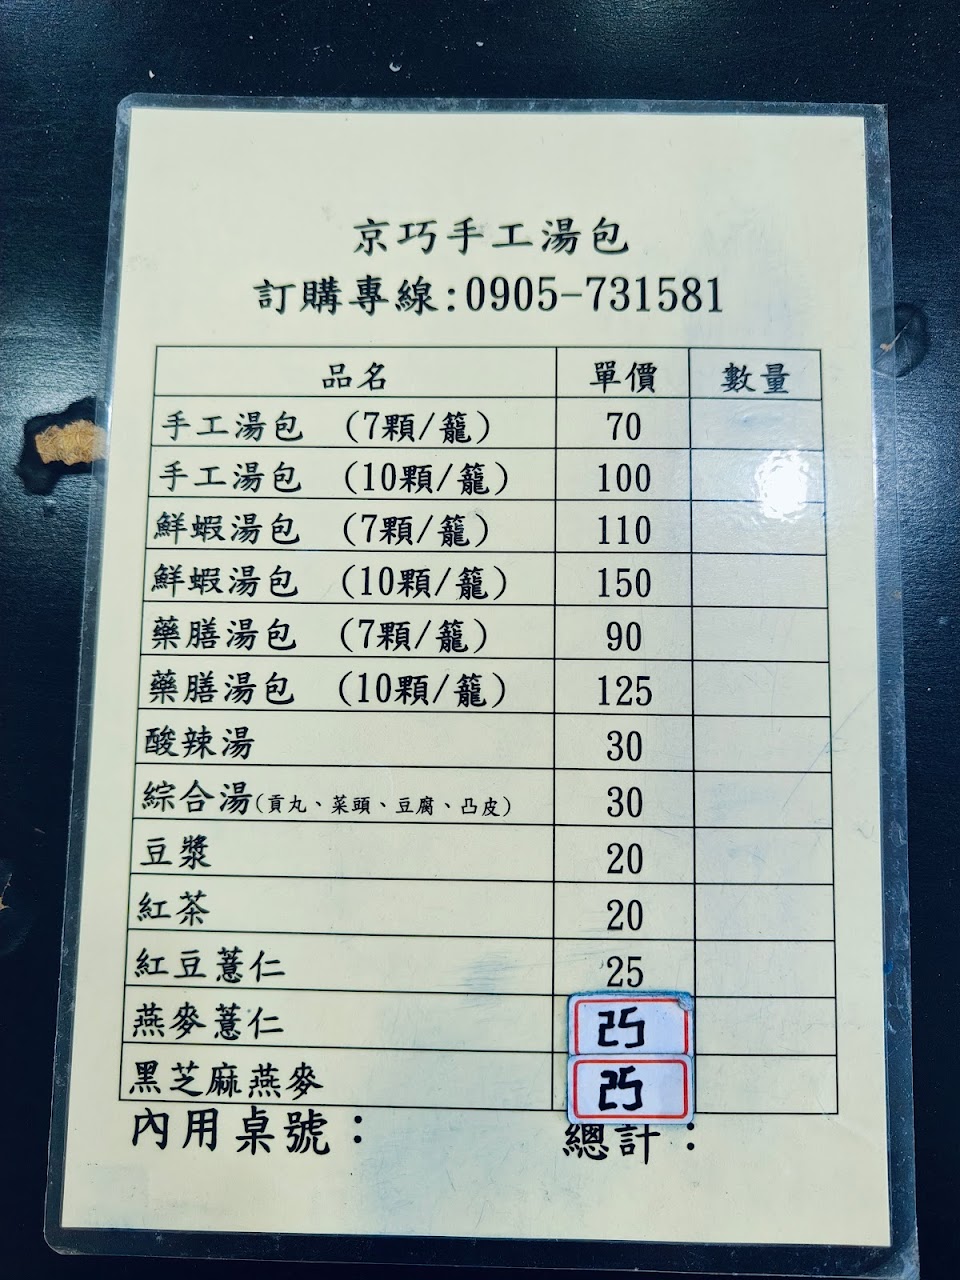 京巧手工湯包
訂購專線:0905-731581
品名 單價 數量
手工湯包 (7顆/籠) 70
手工湯包 (10顆/籠) 100
鮮蝦湯包 (7顆/籠) 110
鮮蝦湯包 (10顆/籠) 150
藥膳湯包 (7顆/籠) 90
藥膳湯包 (10顆/籠) 125
酸辣湯 30
綜合湯(貢丸、菜頭、豆腐、凸皮) 30
豆漿 20
紅茶 20
紅豆薏仁 25
燕麥薏仁 25
黑芝麻燕麥 25
內用桌號： 總計：